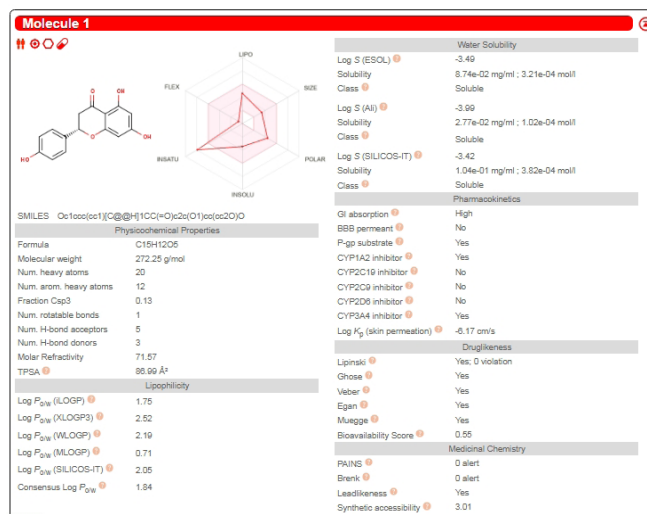 Molecule 1
LIPO
FLEX
SIZE
INSATU
POLAR
INSOLU
O
OH
O
OH
HO
SMILES Oc1ccc(cc1)[C@@H]1CC(=O)c2c(O1)cc(cc2O)O
Physicochemical Properties
Formula C15H12O5
Molecular weight 272.25 g/mol
Num. heavy atoms 20
Num. arom. heavy atoms 12
Fraction Csp3 0.13
Num. rotatable bonds 1
Num. H-bond acceptors 5
Num. H-bond donors 3
Molar Refractivity 71.57
TPSA ? 86.99 Å²
Lipophilicity
Log Po/w (iLOGP) ? 1.75
Log Po/w (XLOGP3) ? 2.52
Log Po/w (WLOGP) ? 2.19
Log Po/w (MLOGP) ? 0.71
Log Po/w (SILICOS-IT) ? 2.05
Consensus Log Po/w ? 1.84
Water Solubility
Log S (ESOL) ? -3.49
Solubility 8.74e-02 mg/ml ; 3.21e-04 mol/l
Class ? Soluble
Log S (Ali) ? -3.99
Solubility 2.77e-02 mg/ml ; 1.02e-04 mol/l
Class ? Soluble
Log S (SILICOS-IT) ? -3.42
Solubility 1.04e-01 mg/ml ; 3.82e-04 mol/l
Class ? Soluble
Pharmacokinetics
GI absorption ? High
BBB permeant ? No
P-gp substrate ? Yes
CYP1A2 inhibitor ? Yes
CYP2C19 inhibitor ? No
CYP2C9 inhibitor ? No
CYP2D6 inhibitor ? No
CYP3A4 inhibitor ? Yes
Log Kp (skin permeation) ? -6.17 cm/s
Druglikeness
Lipinski ? Yes; 0 violation
Ghose ? Yes
Veber ? Yes
Egan ? Yes
Muegge ? Yes
Bioavailability Score ? 0.55
Medicinal Chemistry
PAINS ? 0 alert
Brenk ? 0 alert
Leadlikeness ? Yes
Synthetic accessibility ? 3.01